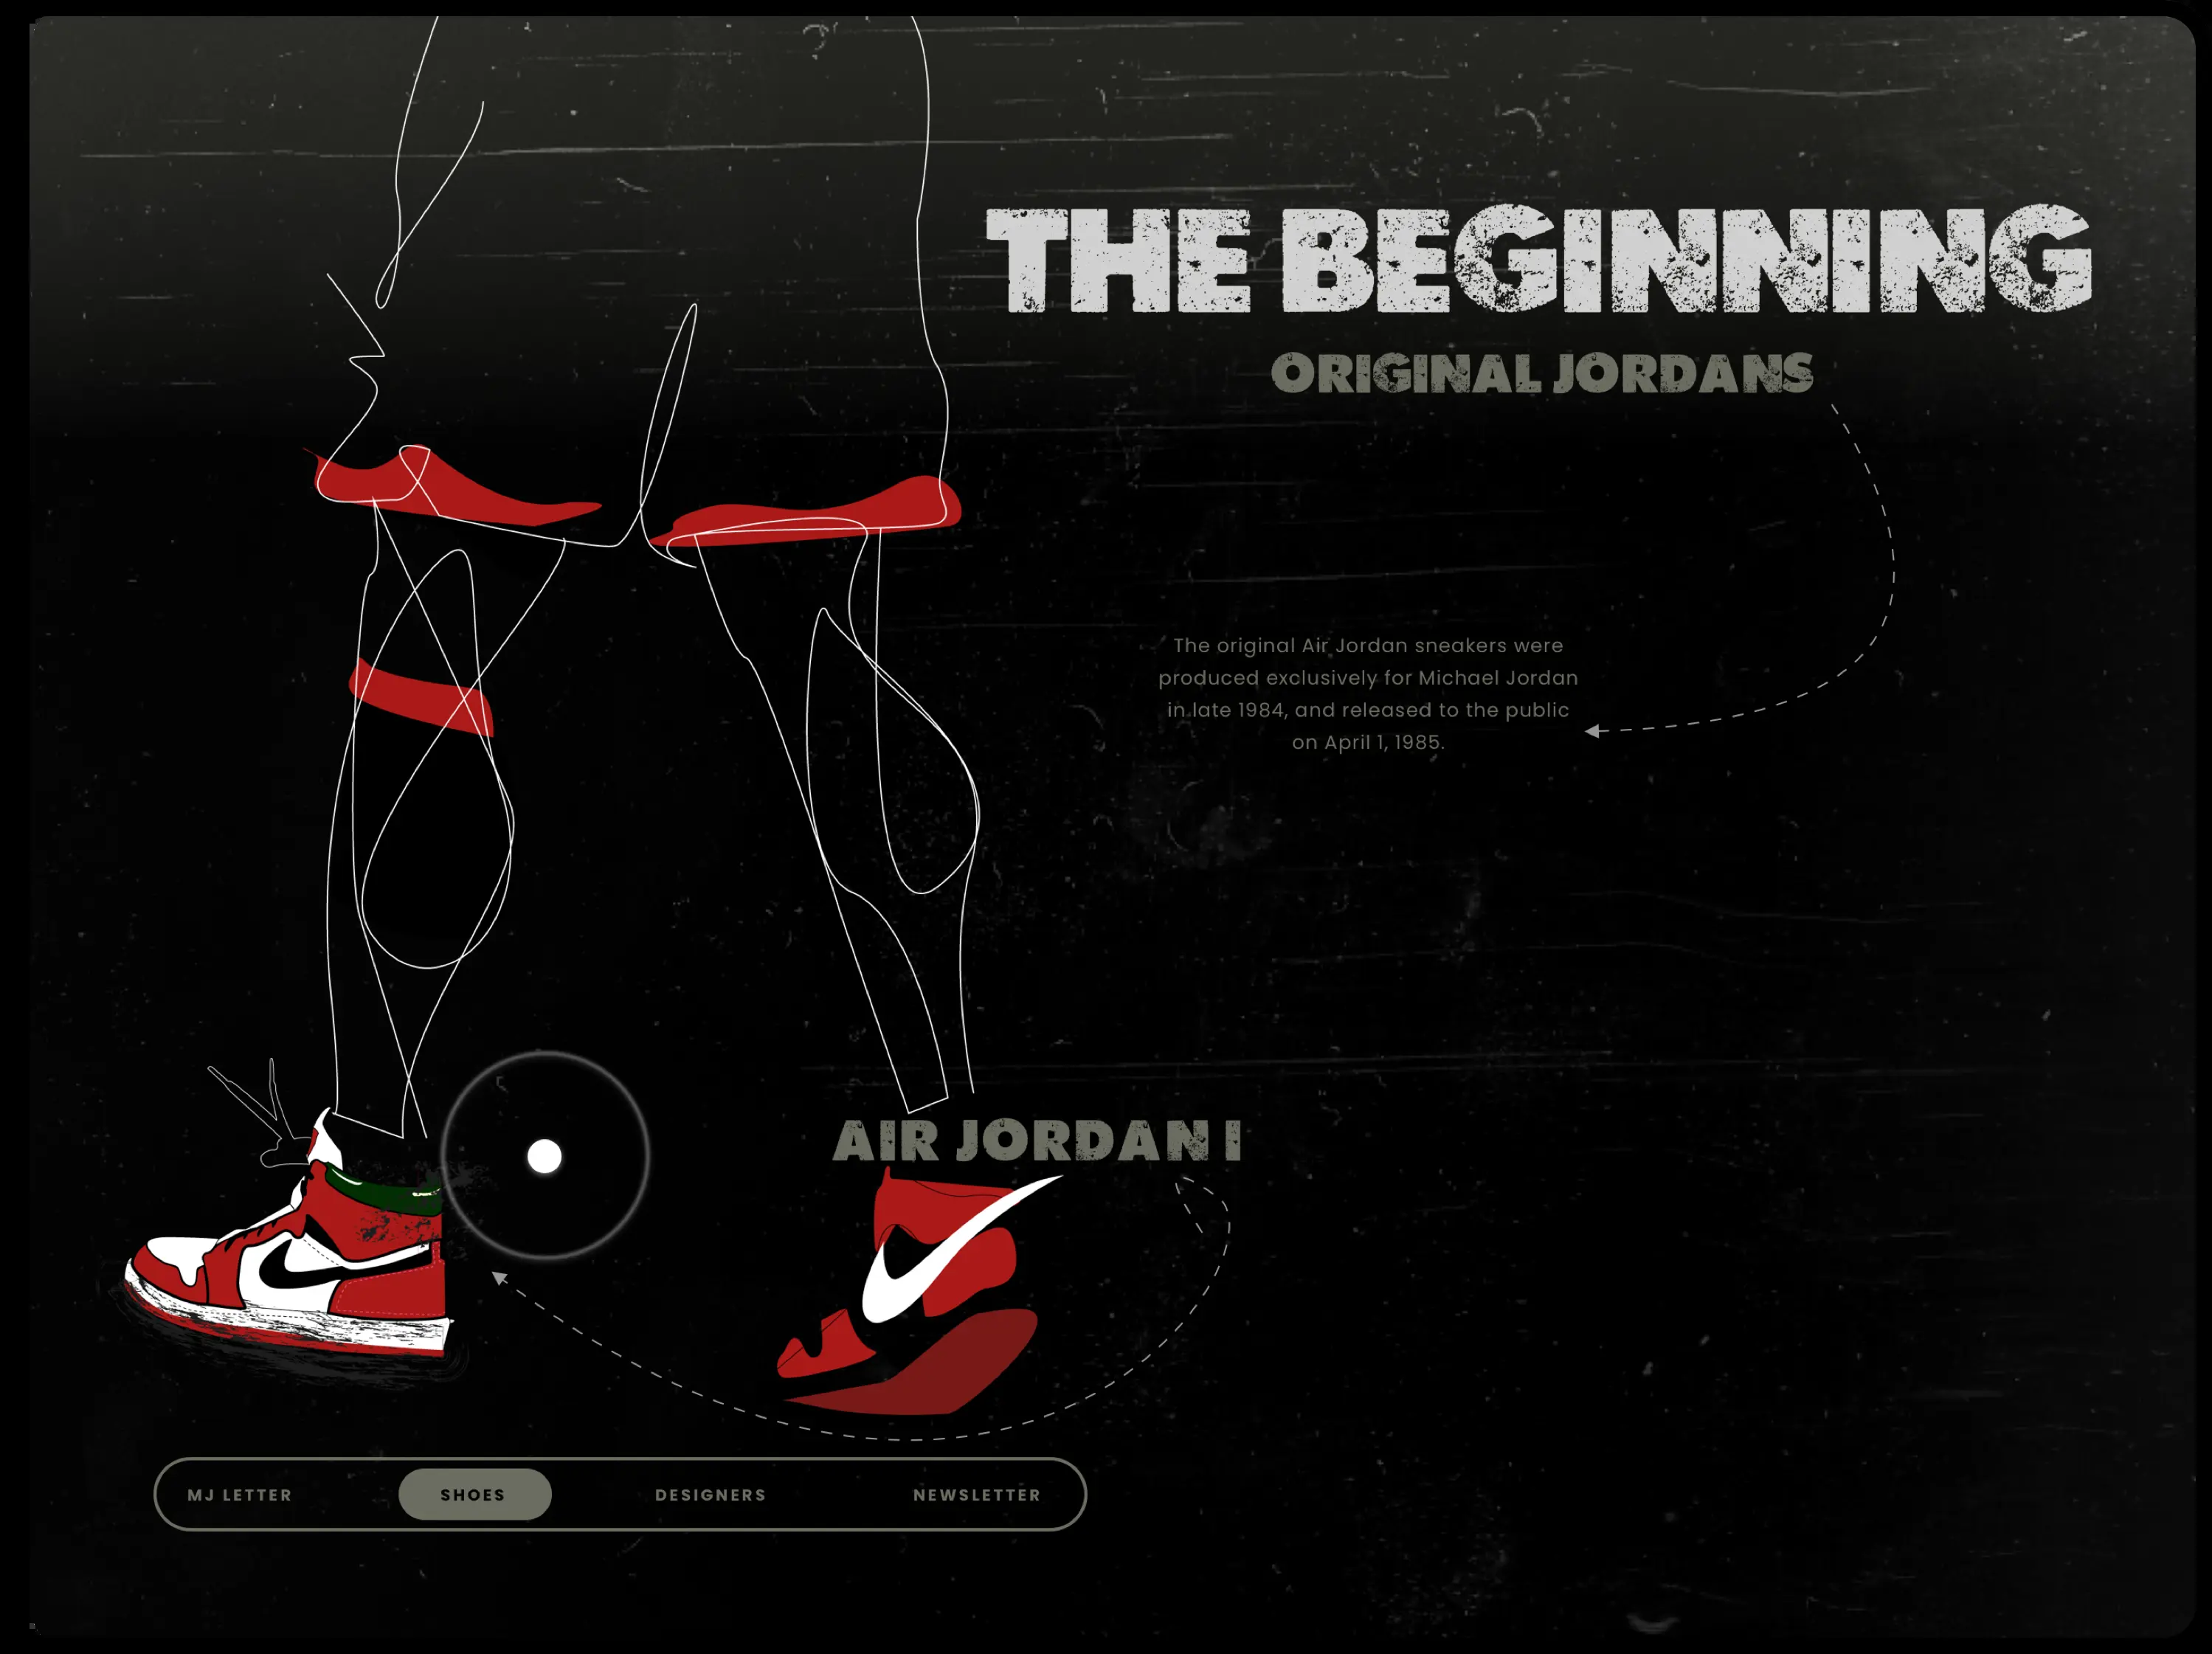 THE BEGINNING
ORIGINAL JORDANS
The original Air Jordan sneakers were
produced exclusively for Michael Jordan
in late 1984, and released to the public
on April 1, 1985.
AIR JORDAN I
MJ LETTER
SHOES
DESIGNERS
NEWSLETTER